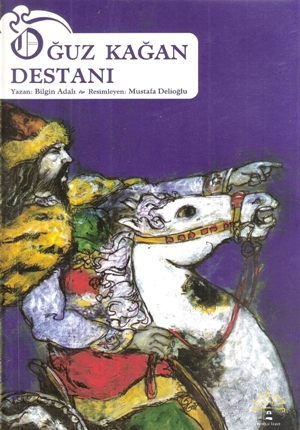 OĞUZ KAĞAN
DESTANI
Yazan: Bilgin Adalı Resimleyen: Mustafa Delioğlu